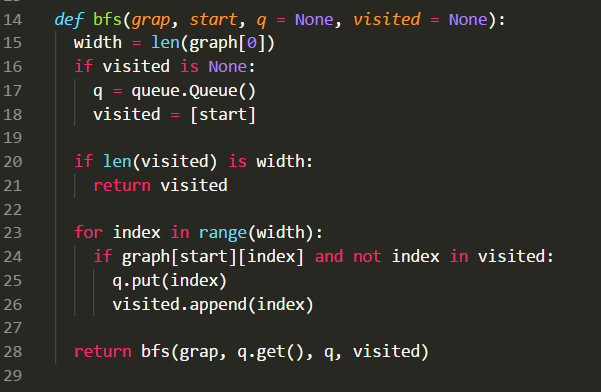 14 def bfs(grap, start, q = None, visited = None):
15 width = len(graph[0])
16 if visited is None:
17 q = queue.Queue()
18 visited = [start]
19
20 if len(visited) is width:
21 return visited
22
23 for index in range(width):
24 if graph[start][index] and not index in visited:
25 q.put(index)
26 visited.append(index)
27
28 return bfs(grap, q.get(), q, visited)
29